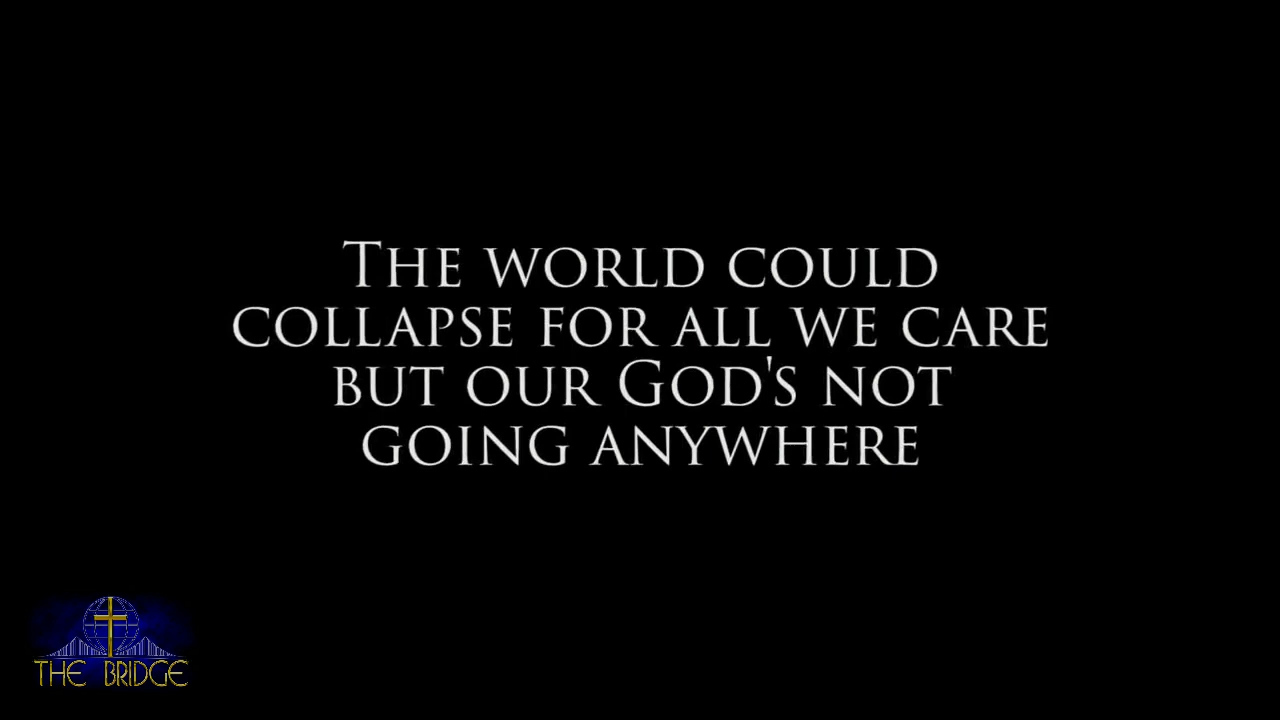 The world could
collapse for all we care
but our God's not
going anywhere
THE BRIDGE